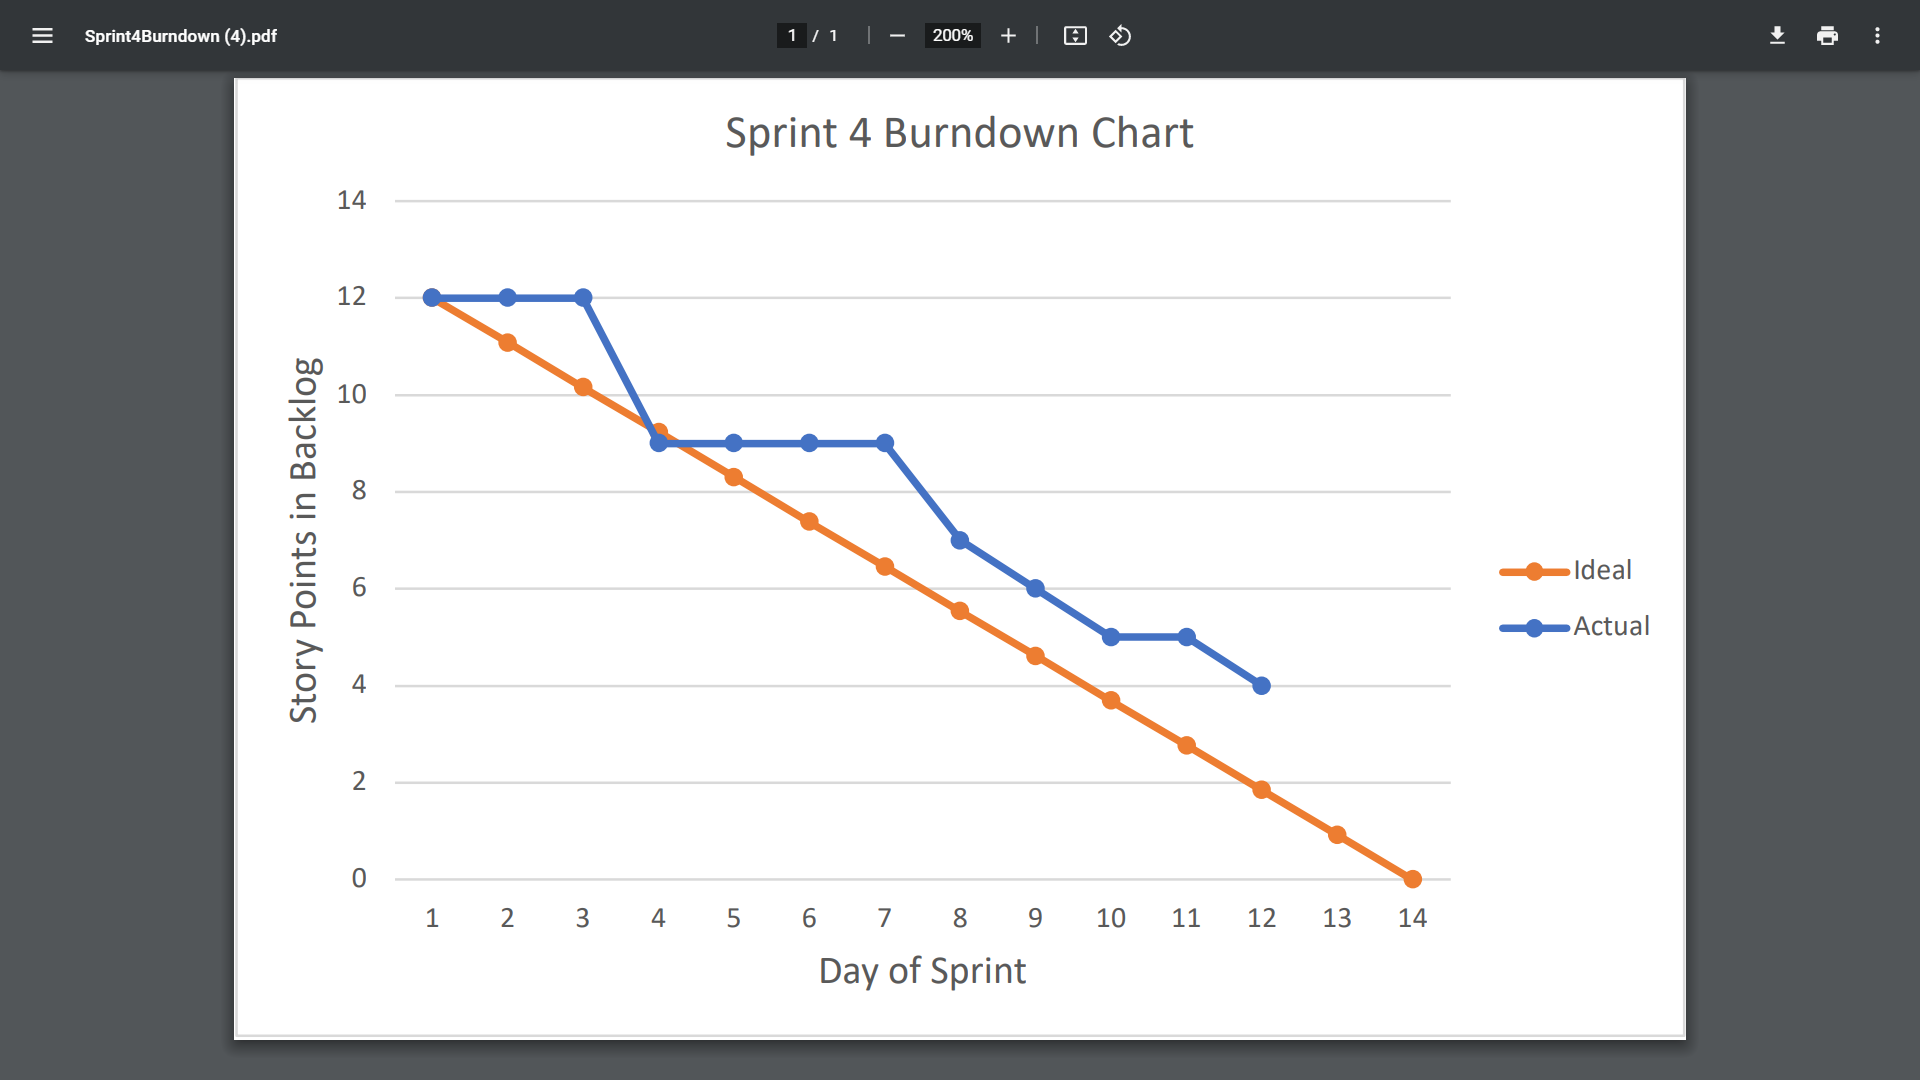 Sprint4Burndown (4).pdf
1 / 1
200%
Sprint 4 Burndown Chart
14
12
10
8
6
4
2
0
Story Points in Backlog
1 2 3 4 5 6 7 8 9 10 11 12 13 14
Day of Sprint
Ideal
Actual